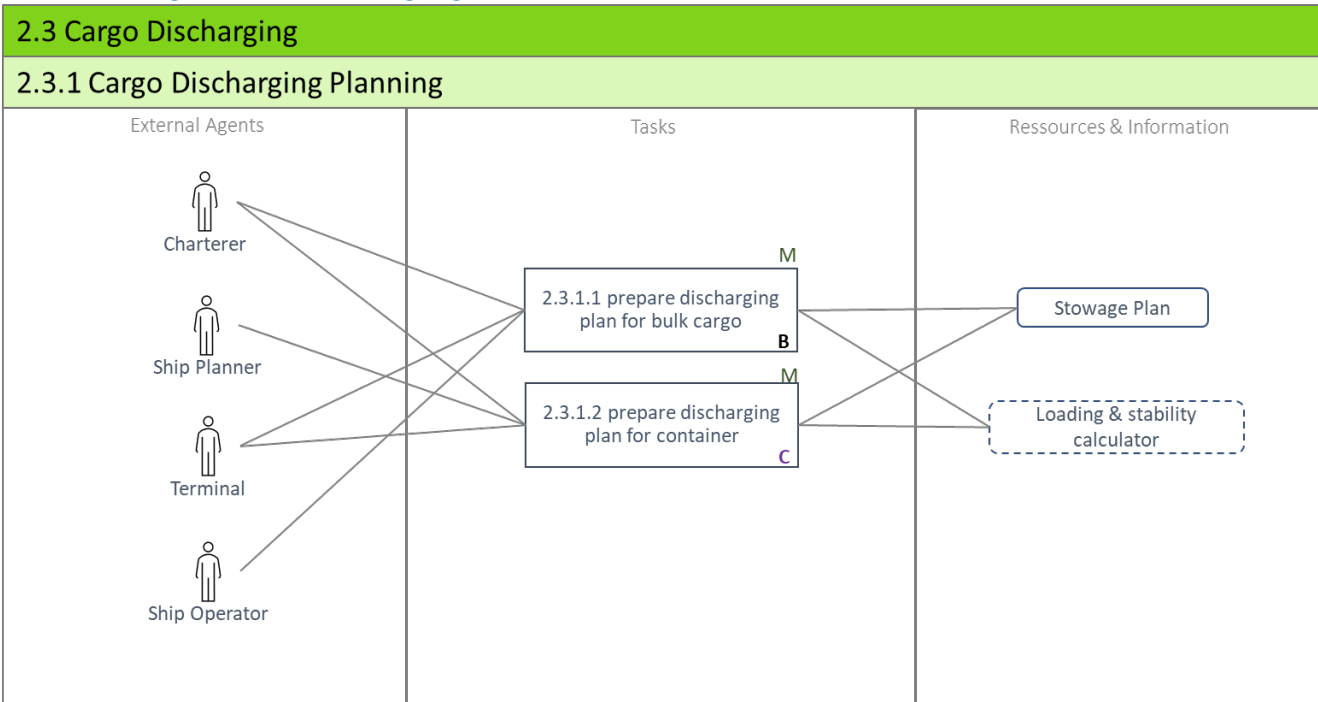 2.3 Cargo Discharging
2.3.1 Cargo Discharging Planning
External Agents
Tasks
Ressources & Information
Charterer
Ship Planner
Terminal
Ship Operator
M
2.3.1.1 prepare discharging
plan for bulk cargo
B
M
2.3.1.2 prepare discharging
plan for container
C
Stowage Plan
Loading & stability
calculator